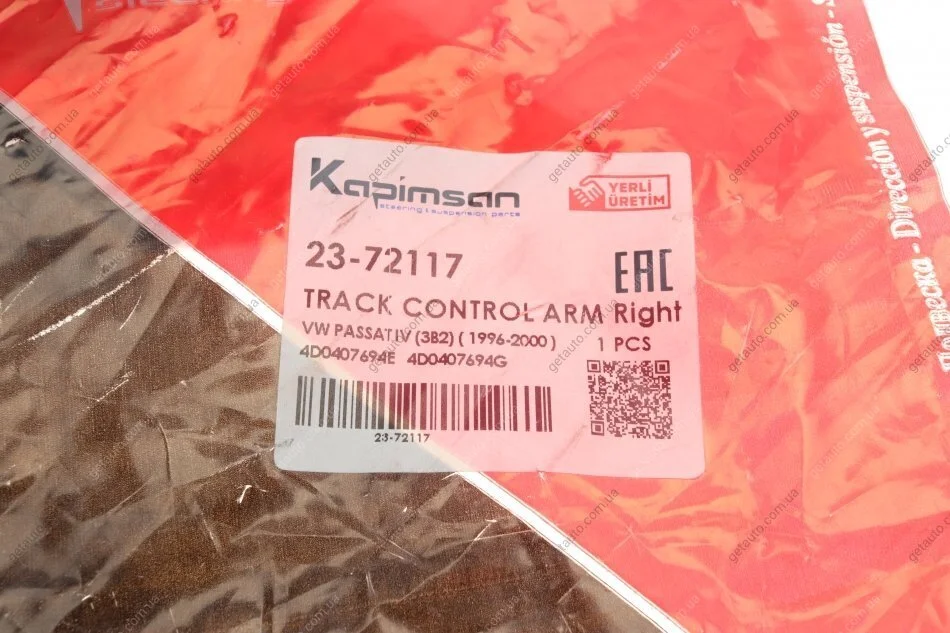 Kapimsan
steering & suspension parts
YERLİ
ÜRETİM
23-72117
EAC
TRACK CONTROL ARM Right
VW PASSAT IV (3B2) ( 1996-2000 )
1 PCS
4D0407694E 4D0407694G
23-72117
Подвеска - Dirección y suspensión -
getauto.com.ua